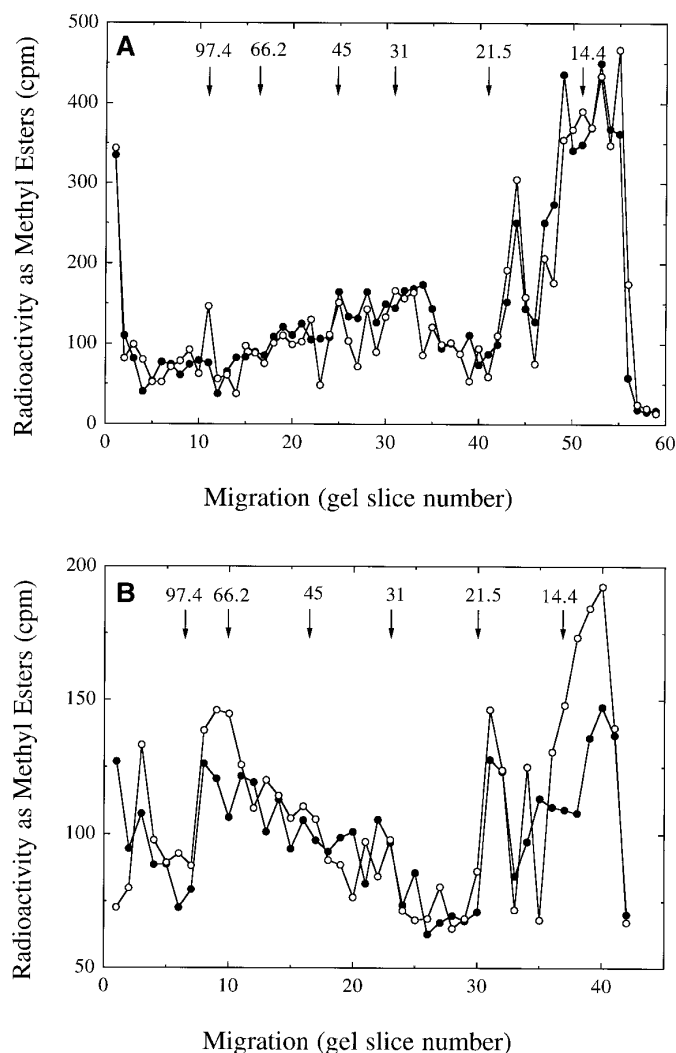 A
97.4 66.2 45 31 21.5 14.4
500
400
300
200
100
0
0 10 20 30 40 50 60
Radioactivity as Methyl Esters (cpm)
Migration (gel slice number)
B
97.4 66.2 45 31 21.5 14.4
200
150
100
50
0 10 20 30 40
Radioactivity as Methyl Esters (cpm)
Migration (gel slice number)